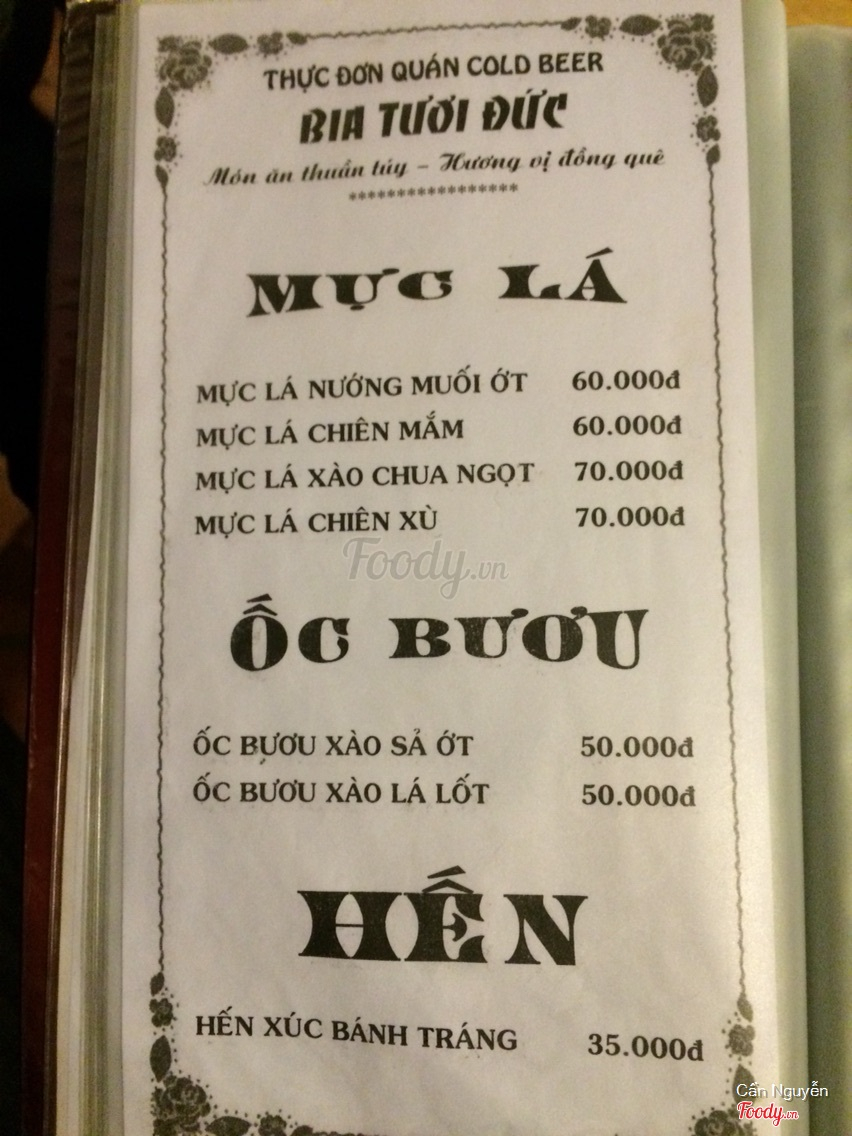 THỰC ĐƠN QUÁN COLD BEER
BIA TƯƠI ĐỨC
Món ăn thuần túy – Hương vị đồng quê
*****************
MỰC LÁ
MỰC LÁ NƯỚNG MUỐI ỚT 60.000đ
MỰC LÁ CHIÊN MẮM 60.000đ
MỰC LÁ XÀO CHUA NGỌT 70.000đ
MỰC LÁ CHIÊN XÙ 70.000đ
Foody.vn
ỐC BƯƠU
ỐC BƯƠU XÀO SẢ ỚT 50.000đ
ỐC BƯƠU XÀO LÁ LỐT 50.000đ
HẾN
HẾN XÚC BÁNH TRÁNG 35.000đ
Cấn Nguyễn
Foody.vn